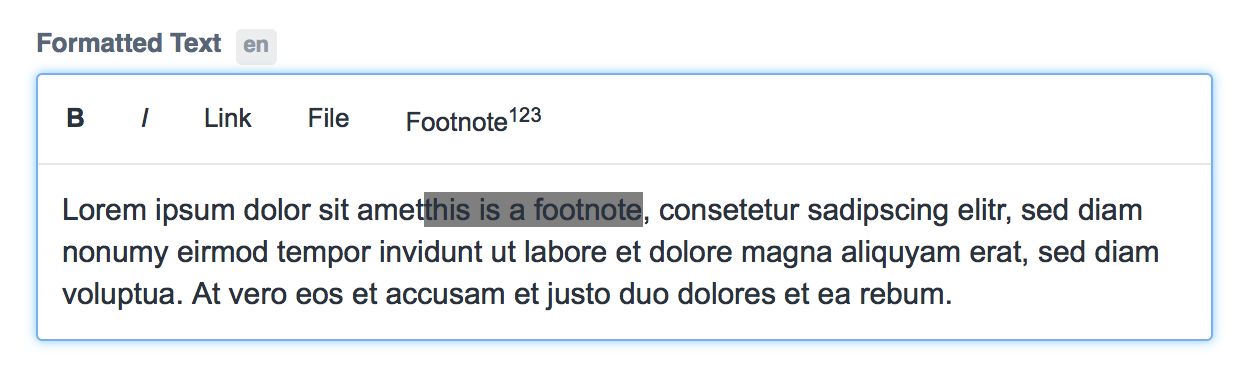 Formatted Text en
B I Link File Footnote123
Lorem ipsum dolor sit ametthis is a footnote, consetetur sadipscing elitr, sed diam
nonumy eirmod tempor invidunt ut labore et dolore magna aliquyam erat, sed diam
voluptua. At vero eos et accusam et justo duo dolores et ea rebum.